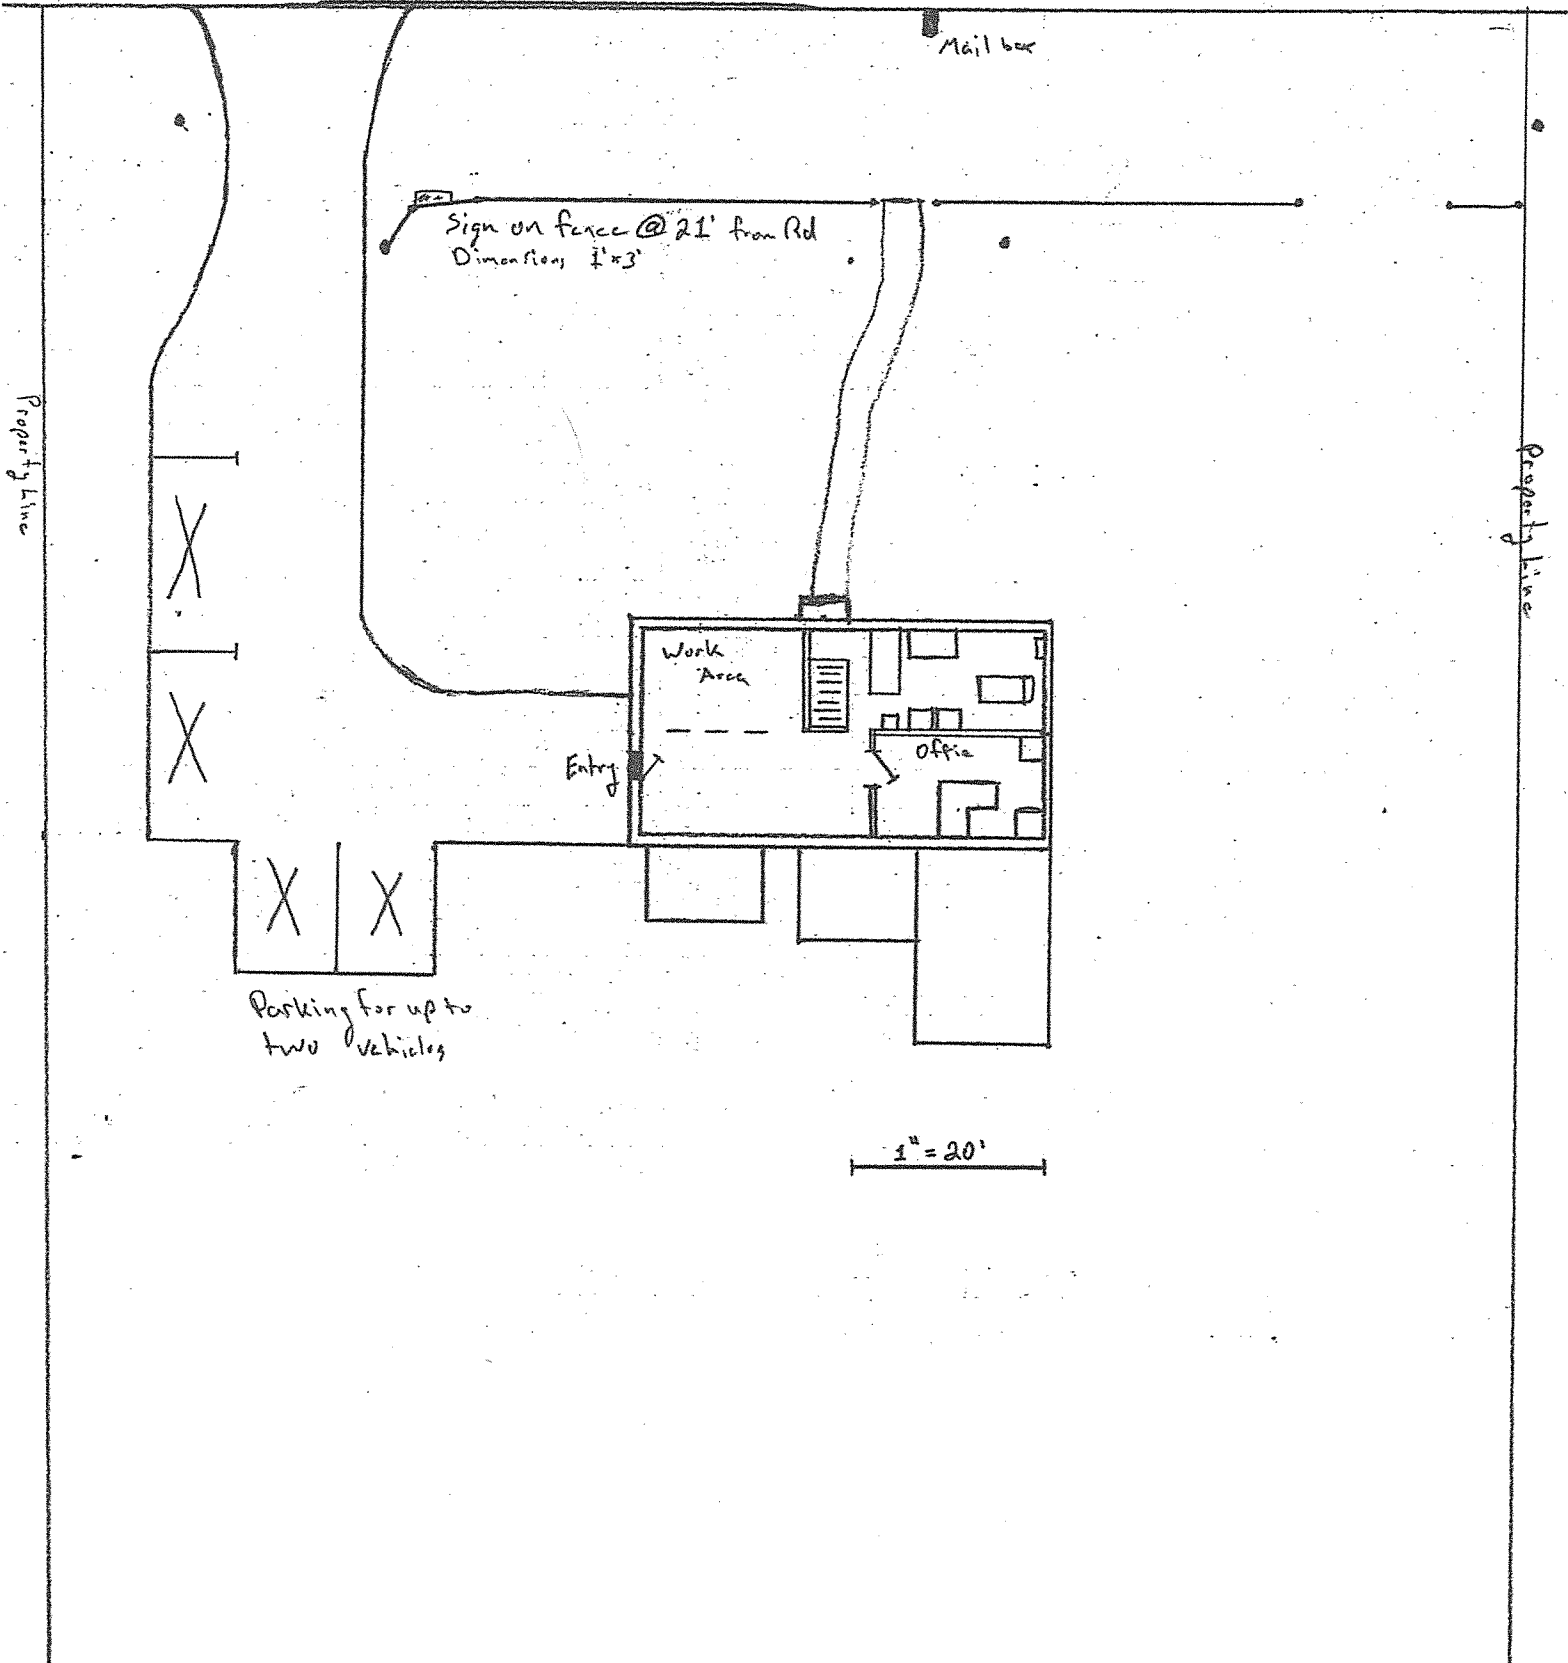 Mail box
Sign on fence @ 21' from Rd
Dimensions 1'x3'
Property Line
Property Line
Work
Area
Office
Entry
Parking for up to
two vehicles
1" = 20'